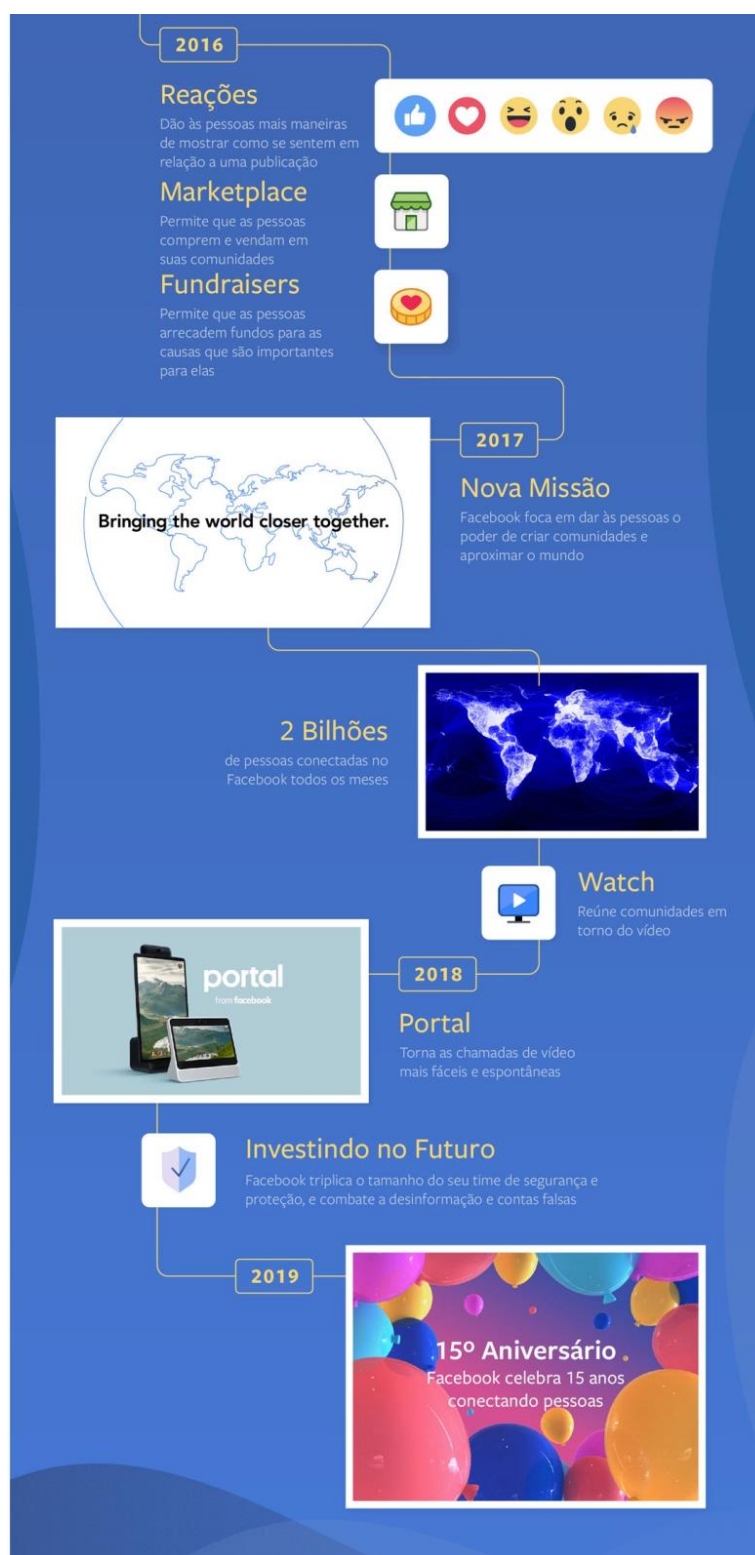 2016
Reações
Dão às pessoas mais maneiras
de mostrar como se sentem em
relação a uma publicação
Marketplace
Permite que as pessoas
comprem e vendam em
suas comunidades
Fundraisers
Permite que as pessoas
arrecadem fundos para as
causas que são importantes
para elas
2017
Bringing the world closer together.
Nova Missão
Facebook foca em dar às pessoas o
poder de criar comunidades e
aproximar o mundo
2 Bilhões
de pessoas conectadas no
Facebook todos os meses
Watch
Reúne comunidades em
torno do vídeo
2018
portal
from facebook
Portal
Torna as chamadas de vídeo
mais fáceis e espontâneas
Investindo no Futuro
Facebook triplica o tamanho do seu time de segurança e
proteção, e combate a desinformação e contas falsas
2019
15º Aniversário
Facebook celebra 15 anos
conectando pessoas